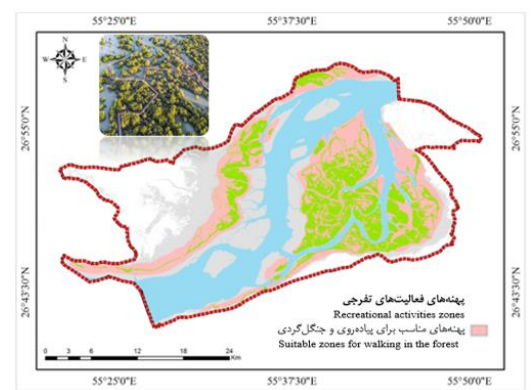 55°25'0"E 55°37'30"E 55°50'0"E
N
W E
S
26°55'0"N 26°55'0"N
26°43'30"N 26°43'30"N
پهنه‌های فعالیت‌های تفرجی
Recreational activities zones
پهنه‌های مناسب برای پیاده‌روی و جنگل‌گردی
Suitable zones for walking in the forest
0 3 6 12 18 24
Km
55°25'0"E 55°37'30"E 55°50'0"E